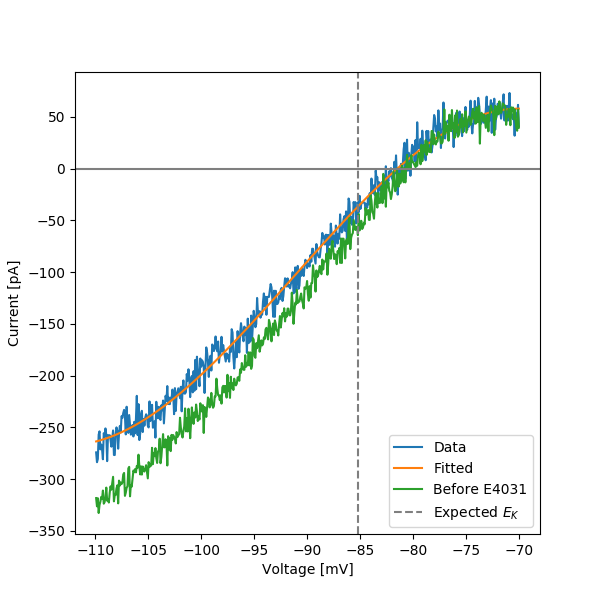 50
0
−50
−100
−150
−200
−250
−300
−350
Current [pA]
Data
Fitted
Before E4031
Expected E_K
−110 −105 −100 −95 −90 −85 −80 −75 −70
Voltage [mV]